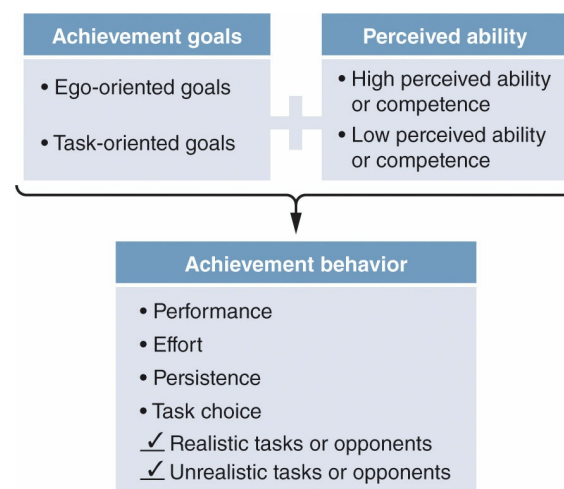 Achievement goals
• Ego-oriented goals
• Task-oriented goals
Perceived ability
• High perceived ability
or competence
• Low perceived ability
or competence
Achievement behavior
• Performance
• Effort
• Persistence
• Task choice
✓ Realistic tasks or opponents
✓ Unrealistic tasks or opponents